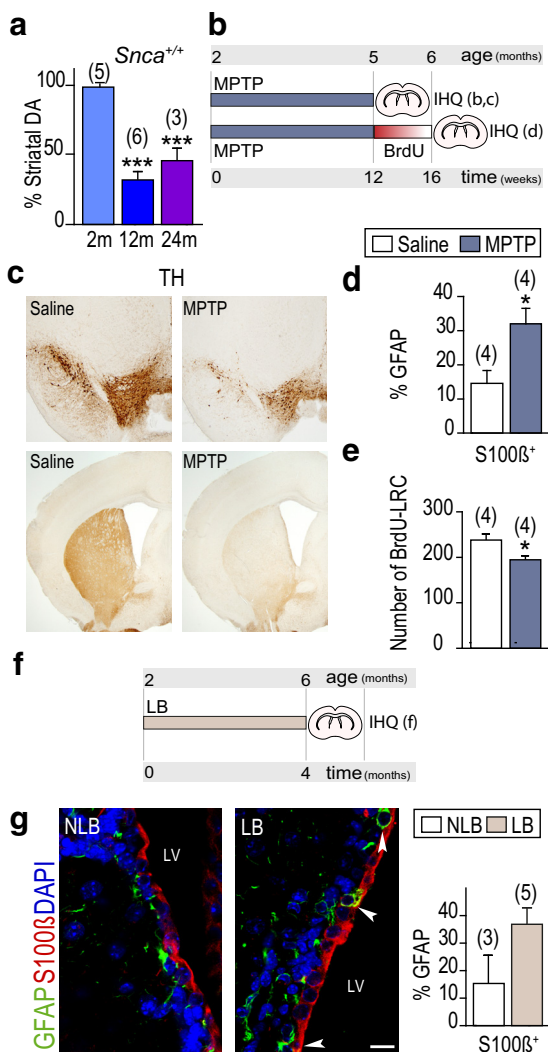 a
Snca+/+
% Striatal DA
100
50
0
(5)
(6)
(3)
***
***
2m 12m 24m
b
2 5 6 age (months)
MPTP
IHQ (b,c)
IHQ (d)
MPTP
BrdU
0 12 16 time (weeks)
Saline MPTP
c
TH
Saline
MPTP
Saline
MPTP
d
% GFAP
40
30
20
10
0
(4)
(4)
*
S100ß+
e
Number of BrdU-LRC
300
200
100
0
(4)
(4)
*
f
2 6 age (months)
LB
IHQ (f)
0 4 time (months)
g
GFAP S100ß DAPI
NLB
LV
LB
LV
NLB LB
% GFAP
50
40
30
20
10
0
(3)
(5)
S100ß+